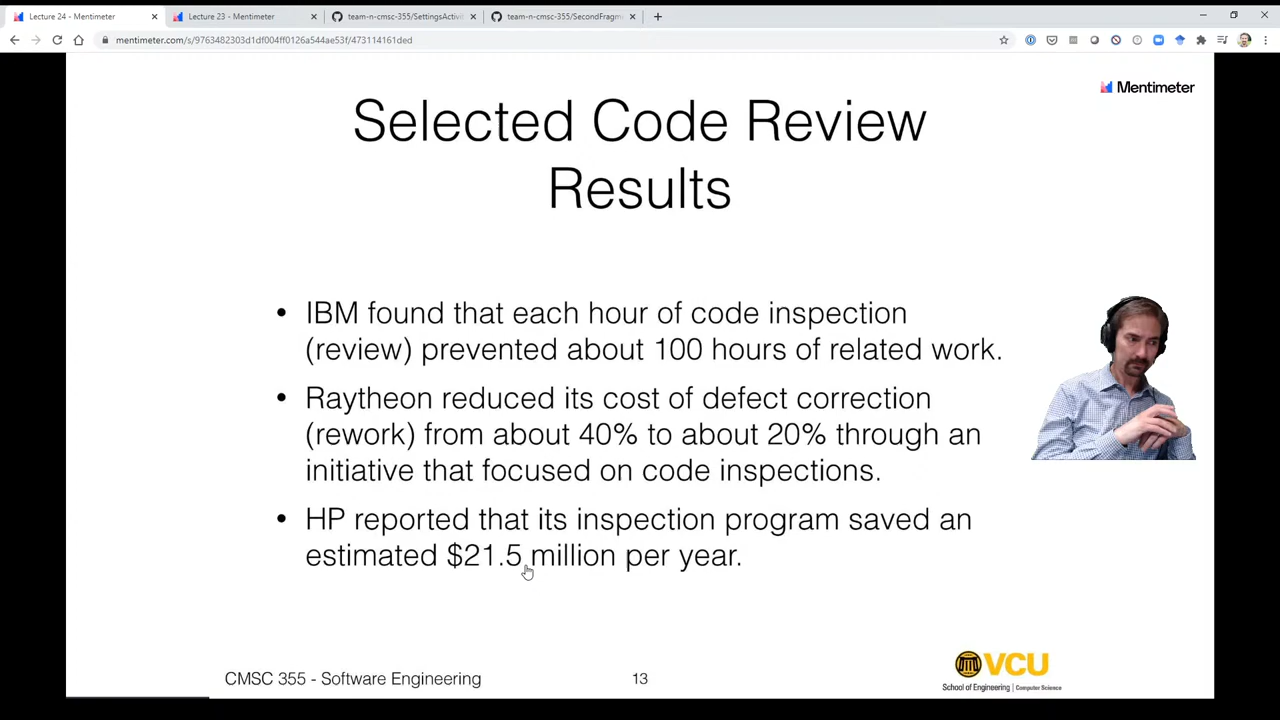 Lecture 24 - Mentimeter
Lecture 23 - Mentimeter
team-n-cmsc-355/SettingsActivit
team-n-cmsc-355/SecondFragme
mentimeter.com/s/9763482303d1df004ff0126a544ae53f/473114161ded
Mentimeter
Selected Code Review
Results
• IBM found that each hour of code inspection
(review) prevented about 100 hours of related work.
• Raytheon reduced its cost of defect correction
(rework) from about 40% to about 20% through an
initiative that focused on code inspections.
• HP reported that its inspection program saved an
estimated $21.5 million per year.
CMSC 355 - Software Engineering
13
VCU
School of Engineering | Computer Science